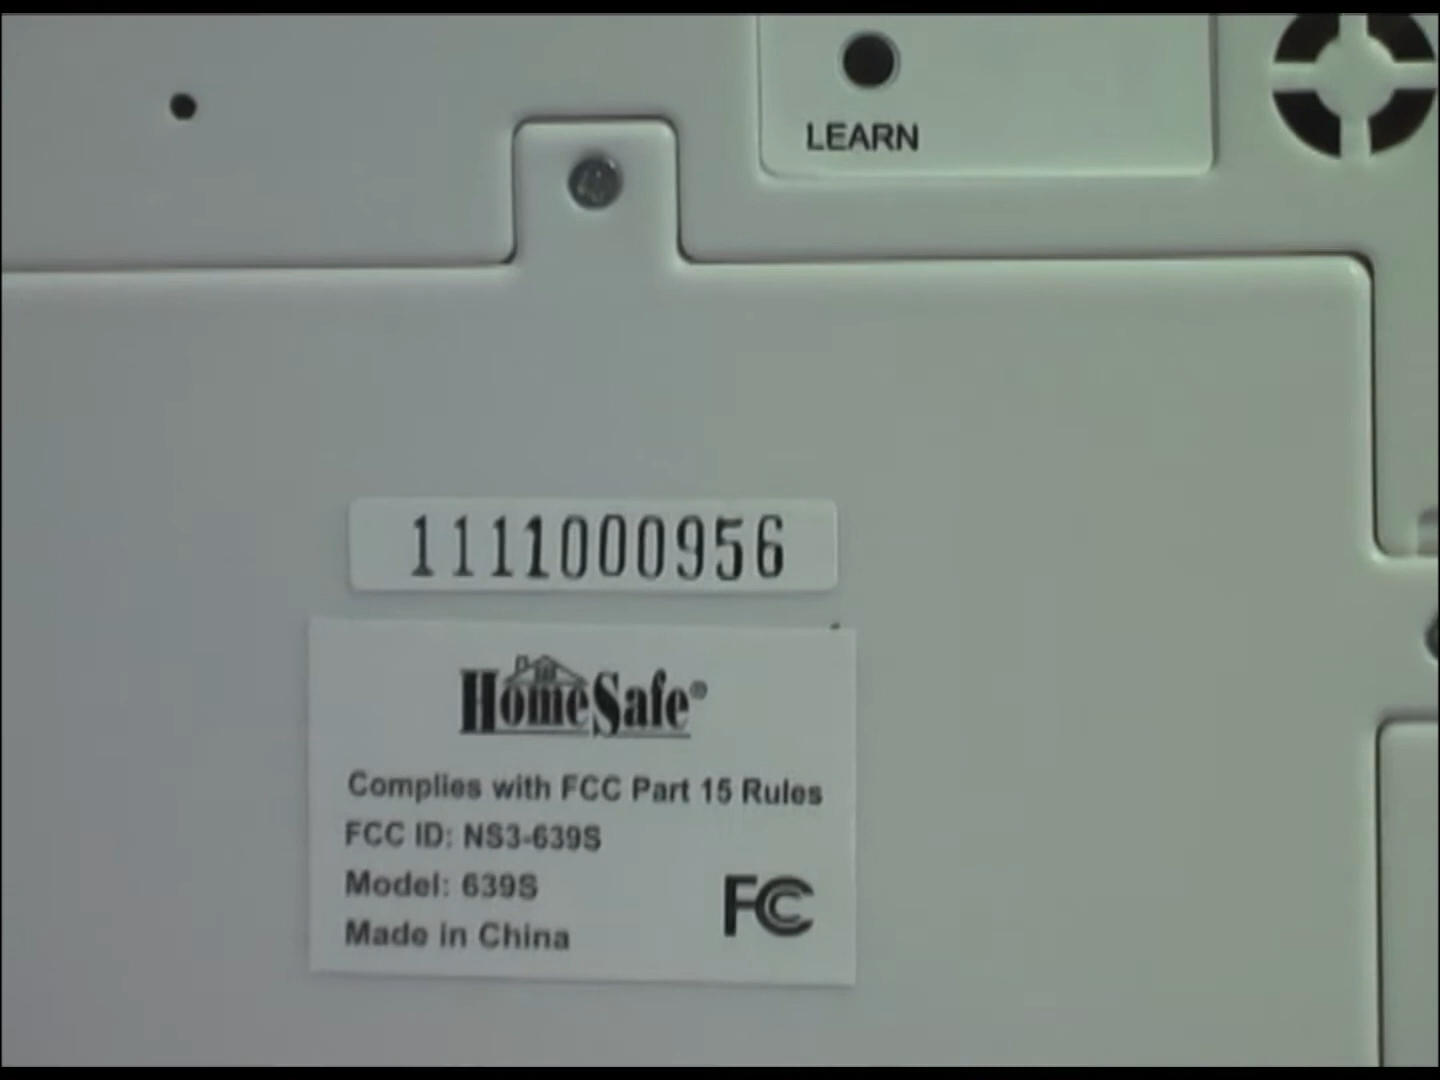 LEARN
1111000956
HomeSafe®
Complies with FCC Part 15 Rules
FCC ID: NS3-639S
Model: 639S
Made in China
FC